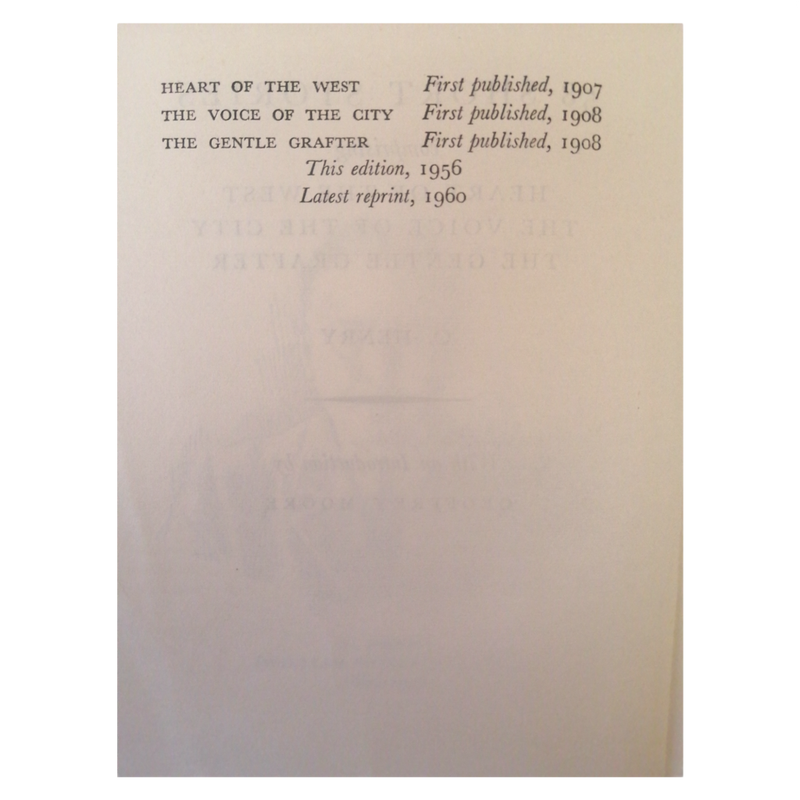 HEART OF THE WEST First published, 1907
THE VOICE OF THE CITY First published, 1908
THE GENTLE GRAFTER First published, 1908
This edition, 1956
Latest reprint, 1960